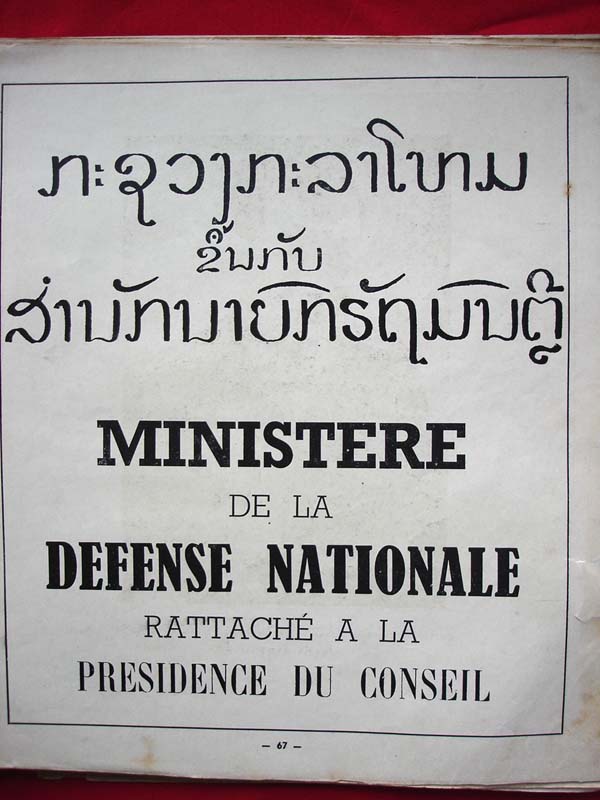 ກະຊວງກະລາໂຫມ
ຂຶ້ນກັບ
ສຳນັກນາຍົກຣັຖມົນຕຼີ
MINISTERE
DE LA
DEFENSE NATIONALE
RATTACHÉ A LA
PRESIDENCE DU CONSEIL
— 67 —